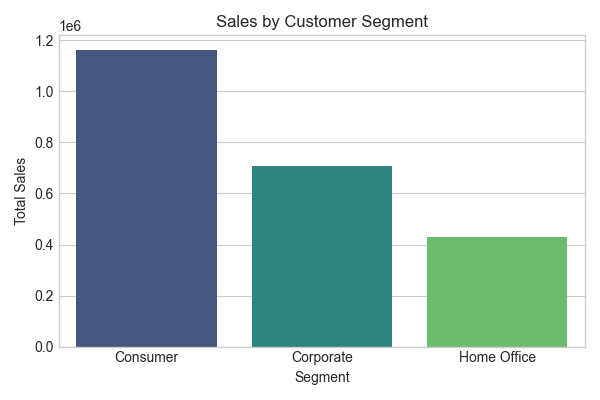 Sales by Customer Segment
1e6
1.2
1.0
0.8
0.6
0.4
0.2
0.0
Total Sales
Consumer
Corporate
Home Office
Segment